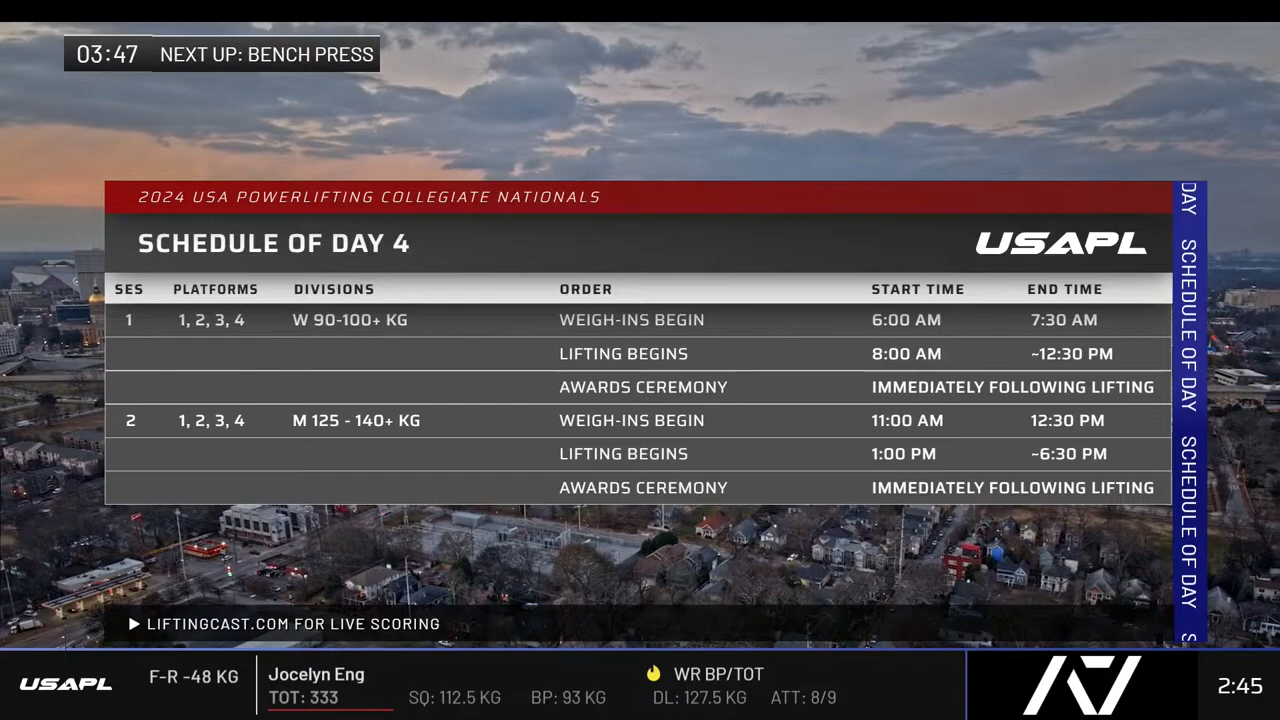 03:47 NEXT UP: BENCH PRESS
2024 USA POWERLIFTING COLLEGIATE NATIONALS
SCHEDULE OF DAY 4 USAPL
SES PLATFORMS DIVISIONS ORDER START TIME END TIME
1 1, 2, 3, 4 W 90-100+ KG WEIGH-INS BEGIN 6:00 AM 7:30 AM
LIFTING BEGINS 8:00 AM ~12:30 PM
AWARDS CEREMONY IMMEDIATELY FOLLOWING LIFTING
2 1, 2, 3, 4 M 125 - 140+ KG WEIGH-INS BEGIN 11:00 AM 12:30 PM
LIFTING BEGINS 1:00 PM ~6:30 PM
AWARDS CEREMONY IMMEDIATELY FOLLOWING LIFTING
DAY SCHEDULE OF DAY SCHEDULE OF DAY S
LIFTINGCAST.COM FOR LIVE SCORING
USAPL F-R -48 KG Jocelyn Eng WR BP/TOT 2:45
TOT: 333 SQ: 112.5 KG BP: 93 KG DL: 127.5 KG ATT: 8/9